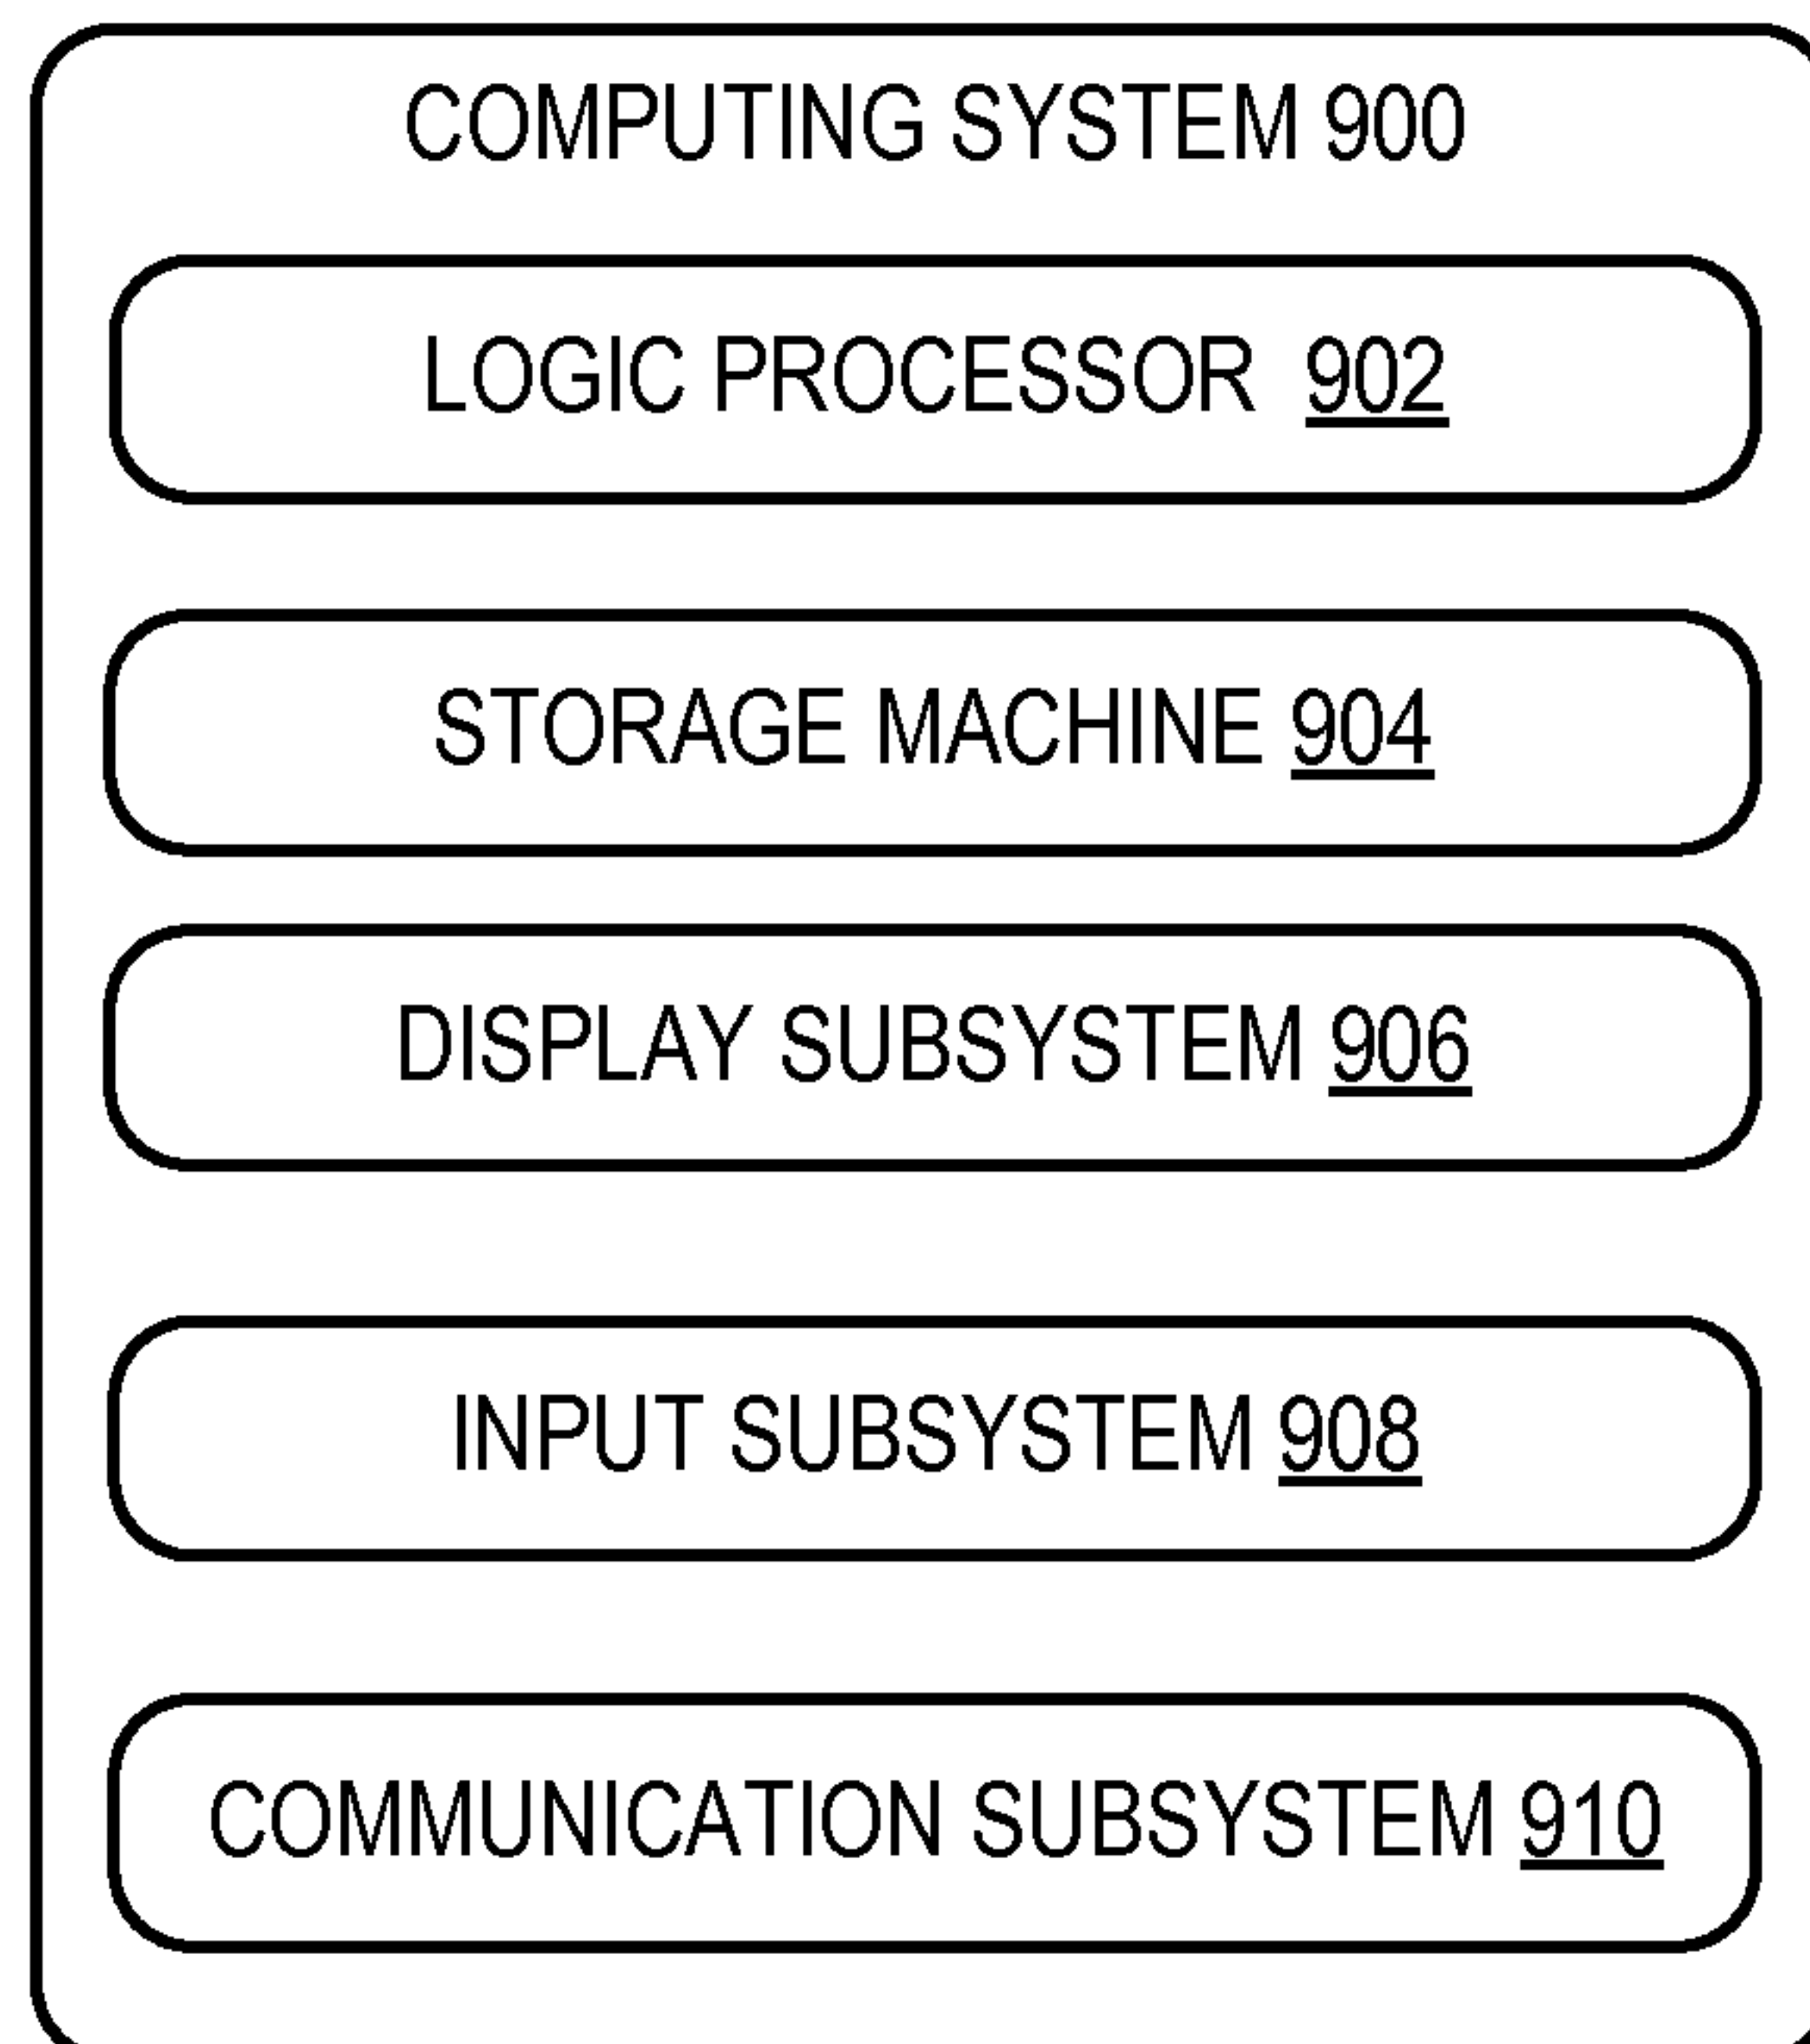 COMPUTING SYSTEM 900
LOGIC PROCESSOR 902
STORAGE MACHINE 904
DISPLAY SUBSYSTEM 906
INPUT SUBSYSTEM 908
COMMUNICATION SUBSYSTEM 910